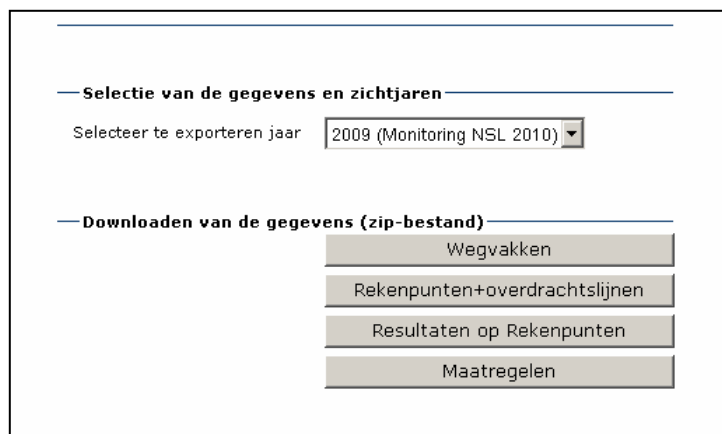 Selectie van de gegevens en zichtjaren
Selecteer te exporteren jaar 2009 (Monitoring NSL 2010)
Downloaden van de gegevens (zip-bestand)
Wegvakken
Rekenpunten+overdrachtslijnen
Resultaten op Rekenpunten
Maatregelen